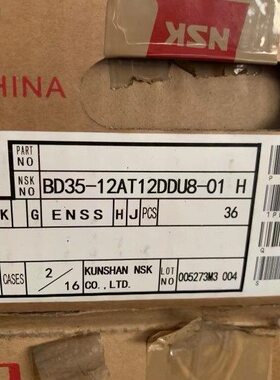 NSK
CHINA
PART NO
NSK NO BD35-12AT12DDU8-01 H
K G ENSS H J PCS 36
CASES 2/16 KUNSHAN NSK CO., LTD. LOT NO 005273M3 004